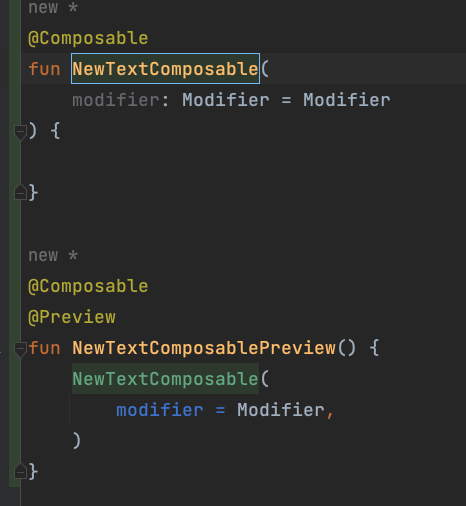 new *
@Composable
fun NewTextComposable(
    modifier: Modifier = Modifier
) {
}
new *
@Composable
@Preview
fun NewTextComposablePreview() {
    NewTextComposable(
        modifier = Modifier,
    )
}